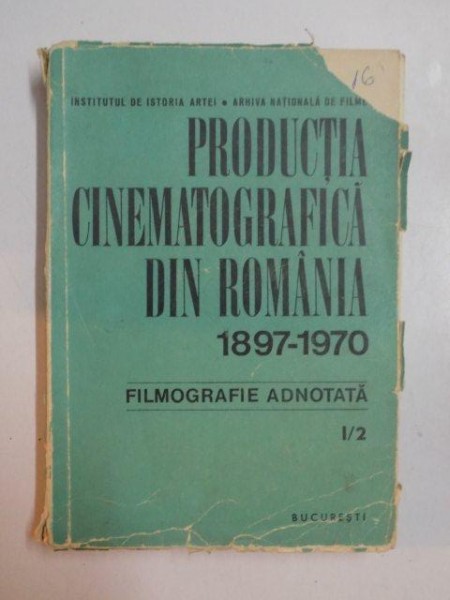 16
INSTITUTUL DE ISTORIA ARTEI • ARHIVA NAȚIONALĂ DE FILME
PRODUCȚIA
CINEMATOGRAFICĂ
DIN ROMÂNIA
1897-1970
FILMOGRAFIE ADNOTATĂ
I/2
BUCUREȘTI